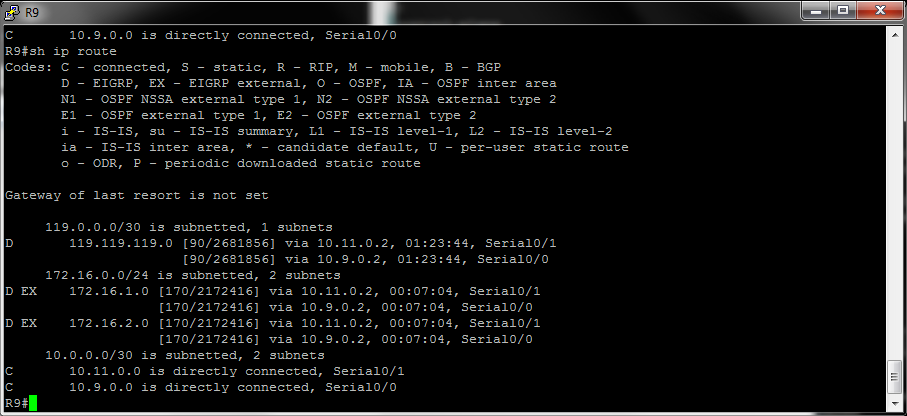 R9
C       10.9.0.0 is directly connected, Serial0/0
R9#sh ip route
Codes: C - connected, S - static, R - RIP, M - mobile, B - BGP
       D - EIGRP, EX - EIGRP external, O - OSPF, IA - OSPF inter area
       N1 - OSPF NSSA external type 1, N2 - OSPF NSSA external type 2
       E1 - OSPF external type 1, E2 - OSPF external type 2
       i - IS-IS, su - IS-IS summary, L1 - IS-IS level-1, L2 - IS-IS level-2
       ia - IS-IS inter area, * - candidate default, U - per-user static route
       o - ODR, P - periodic downloaded static route

Gateway of last resort is not set

     119.0.0.0/30 is subnetted, 1 subnets
D       119.119.119.0 [90/2681856] via 10.11.0.2, 01:23:44, Serial0/1
                      [90/2681856] via 10.9.0.2, 01:23:44, Serial0/0
     172.16.0.0/24 is subnetted, 2 subnets
D EX    172.16.1.0 [170/2172416] via 10.11.0.2, 00:07:04, Serial0/1
                   [170/2172416] via 10.9.0.2, 00:07:04, Serial0/0
D EX    172.16.2.0 [170/2172416] via 10.11.0.2, 00:07:04, Serial0/1
                   [170/2172416] via 10.9.0.2, 00:07:04, Serial0/0
     10.0.0.0/30 is subnetted, 2 subnets
C       10.11.0.0 is directly connected, Serial0/1
C       10.9.0.0 is directly connected, Serial0/0
R9#